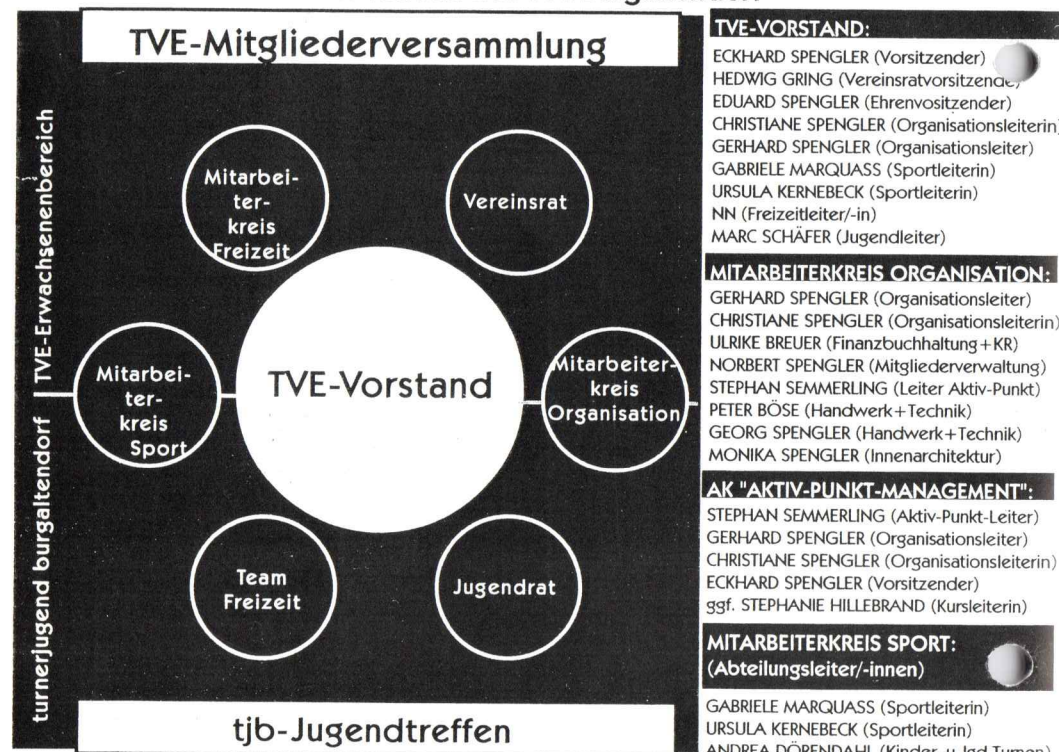 TVE-Mitgliederversammlung
turnerjugend burgaltendorf TVE-Erwachsenenbereich
Mitarbei-
ter-
kreis
Freizeit
Vereinsrat
Mitarbei-
ter-
kreis
Sport
TVE-Vorstand
Mitarbeiter-
kreis
Organisation
Team
Freizeit
Jugendrat
tjb-Jugendtreffen
TVE-VORSTAND:
ECKHARD SPENGLER (Vorsitzender)
HEDWIG GRING (Vereinsratvorsitzende)
EDUARD SPENGLER (Ehrenvositzender)
CHRISTIANE SPENGLER (Organisationsleiterin)
GERHARD SPENGLER (Organisationsleiter)
GABRIELE MARQUASS (Sportleiterin)
URSULA KERNEBECK (Sportleiterin)
NN (Freizeitleiter/-in)
MARC SCHÄFER (Jugendleiter)
MITARBEITERKREIS ORGANISATION:
GERHARD SPENGLER (Organisationsleiter)
CHRISTIANE SPENGLER (Organisationsleiterin)
ULRIKE BREUER (Finanzbuchhaltung+KR)
NORBERT SPENGLER (Mitgliederverwaltung)
STEPHAN SEMMERLING (Leiter Aktiv-Punkt)
PETER BÖSE (Handwerk+Technik)
GEORG SPENGLER (Handwerk+Technik)
MONIKA SPENGLER (Innenarchitektur)
AK "AKTIV-PUNKT-MANAGEMENT":
STEPHAN SEMMERLING (Aktiv-Punkt-Leiter)
GERHARD SPENGLER (Organisationsleiter)
CHRISTIANE SPENGLER (Organisationsleiterin)
ECKHARD SPENGLER (Vorsitzender)
ggf. STEPHANIE HILLEBRAND (Kursleiterin)
MITARBEITERKREIS SPORT:
(Abteilungsleiter/-innen)
GABRIELE MARQUASS (Sportleiterin)
URSULA KERNEBECK (Sportleiterin)
ANDREA DÖRENDAHL (Kinder- u. Jgd-Turnen)